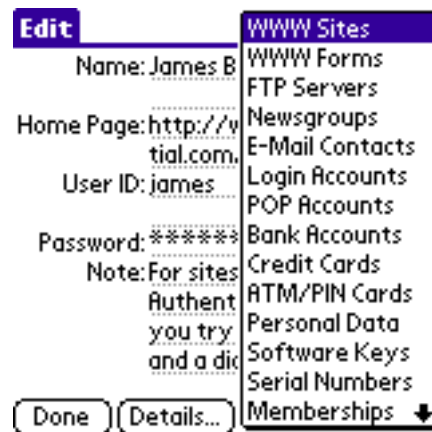 Edit
Name: James B
Home Page: http://w
tial.com.
User ID: james
Password: ******
Note: For sites
Authent
you try
and a dic
Done Details...
WWW Sites
WWW Forms
FTP Servers
Newsgroups
E-Mail Contacts
Login Accounts
POP Accounts
Bank Accounts
Credit Cards
ATM/PIN Cards
Personal Data
Software Keys
Serial Numbers
Memberships